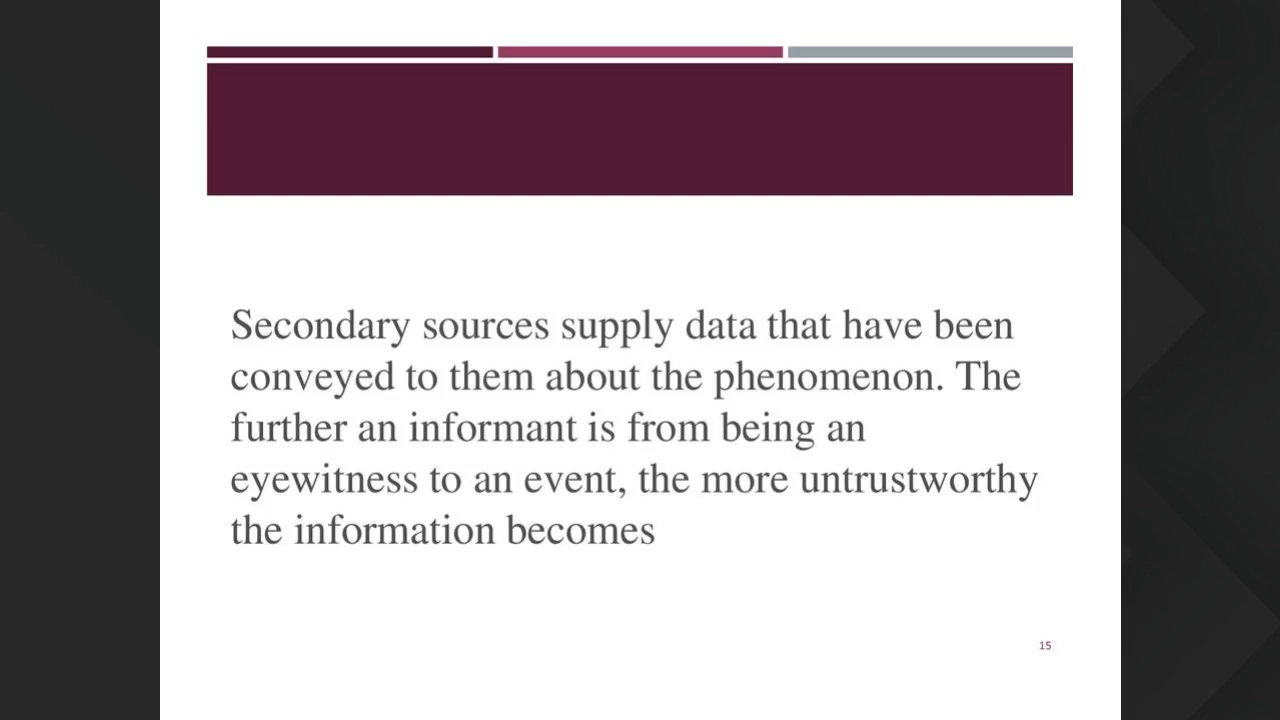 Secondary sources supply data that have been
conveyed to them about the phenomenon. The
further an informant is from being an
eyewitness to an event, the more untrustworthy
the information becomes
15